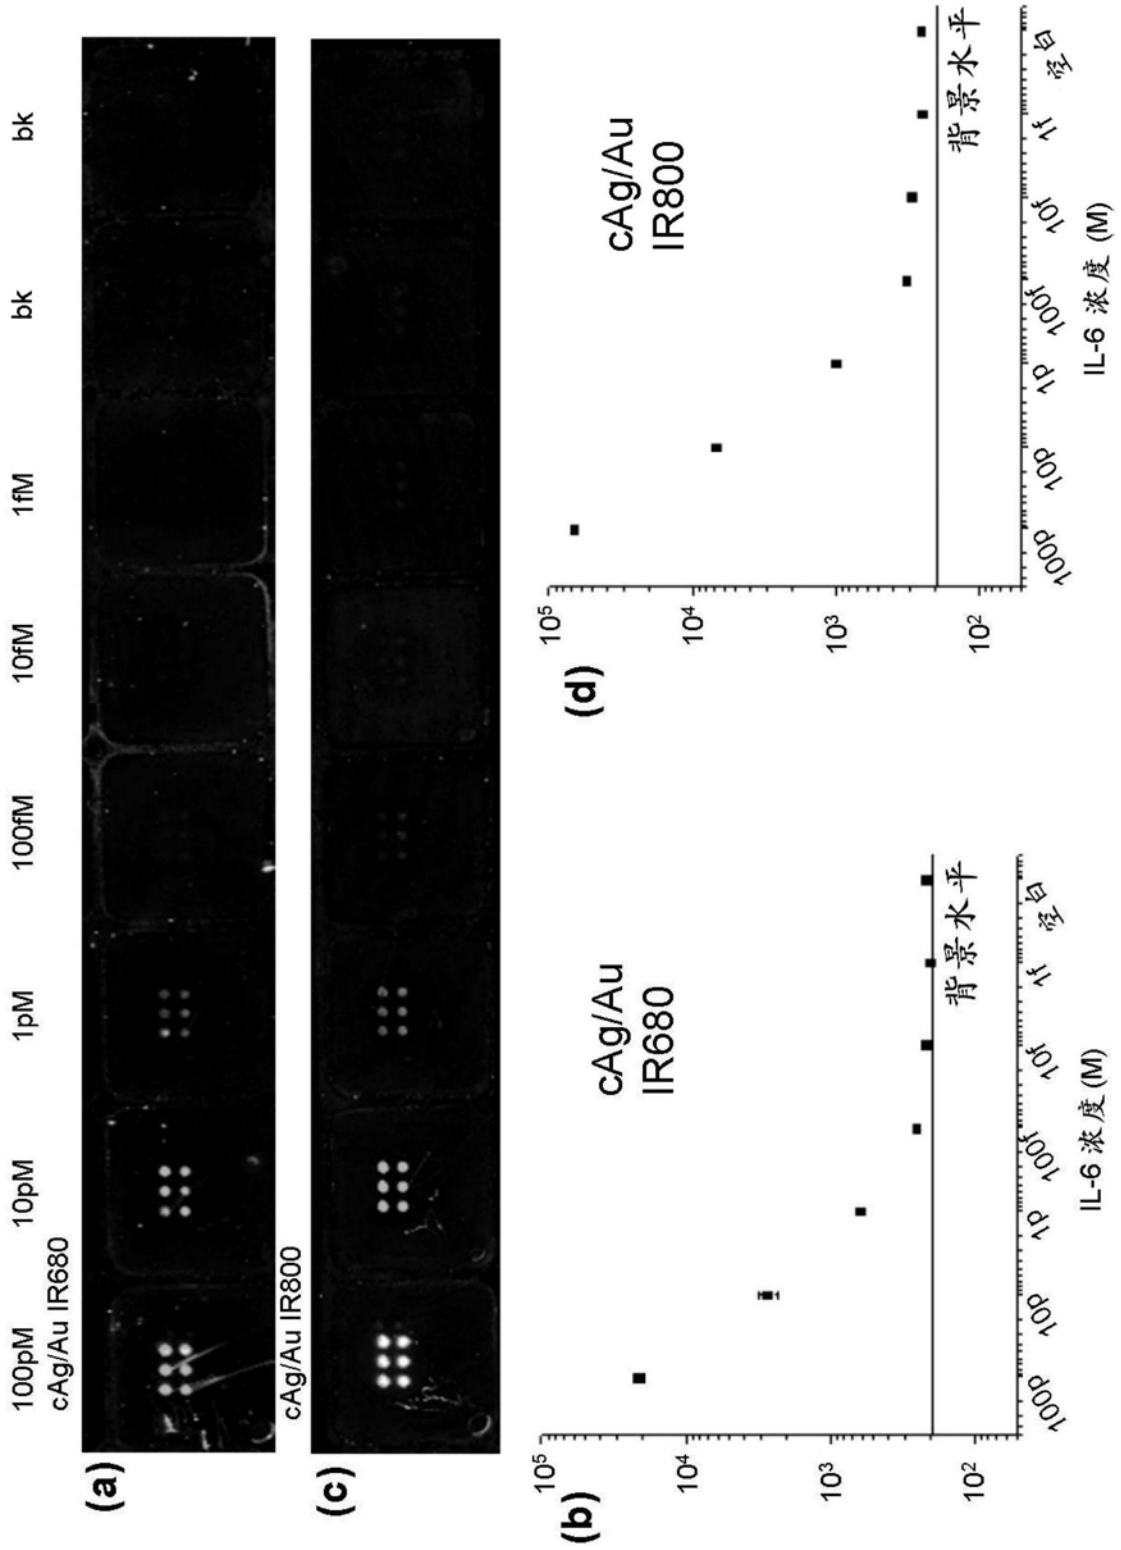 100pM 10pM 1pM 100fM 10fM 1fM bk bk
cAg/Au IR680
(a)
cAg/Au IR800
(c)
(b)
10⁵
10⁴
10³
10²
cAg/Au
IR680
背景水平
100p 10p 1p 100f 10f 1f 空白
IL-6 浓度(M)
(d)
10⁵
10⁴
10³
10²
cAg/Au
IR800
背景水平
100p 10p 1p 100f 10f 1f 空白
IL-6 浓度 (M)